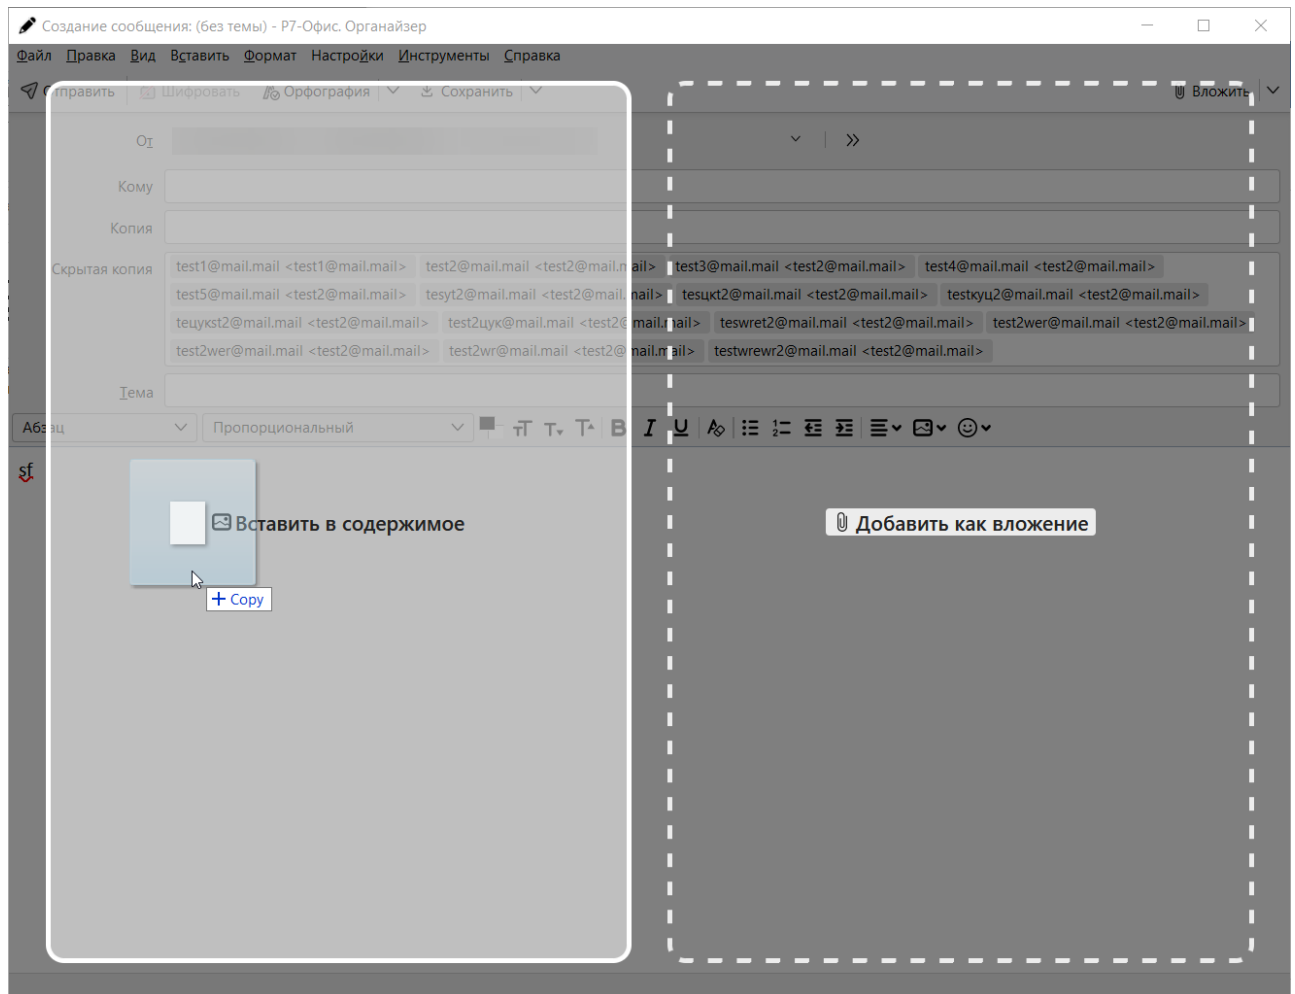 Создание сообщения: (без темы) - Р7-Офис. Органайзер
Файл Правка Вид Вставить Формат Настройки Инструменты Справка
Отправить Шифровать Орфография Сохранить Вложить
От
Кому
Копия
Скрытая копия test1@mail.mail <test1@mail.mail> test2@mail.mail <test2@mail.mail> test3@mail.mail <test2@mail.mail> test4@mail.mail <test2@mail.mail>
test5@mail.mail <test2@mail.mail> tesyt2@mail.mail <test2@mail.mail> tesцкt2@mail.mail <test2@mail.mail> testкуц2@mail.mail <test2@mail.mail>
teцукst2@mail.mail <test2@mail.mail> test2цук@mail.mail <test2@mail.mail> teswret2@mail.mail <test2@mail.mail> test2wer@mail.mail <test2@mail.mail>
test2wer@mail.mail <test2@mail.mail> test2wr@mail.mail <test2@mail.mail> testwrewr2@mail.mail <test2@mail.mail>
Тема
Абзац Пропорциональный
sf
Вставить в содержимое Добавить как вложение
Copy